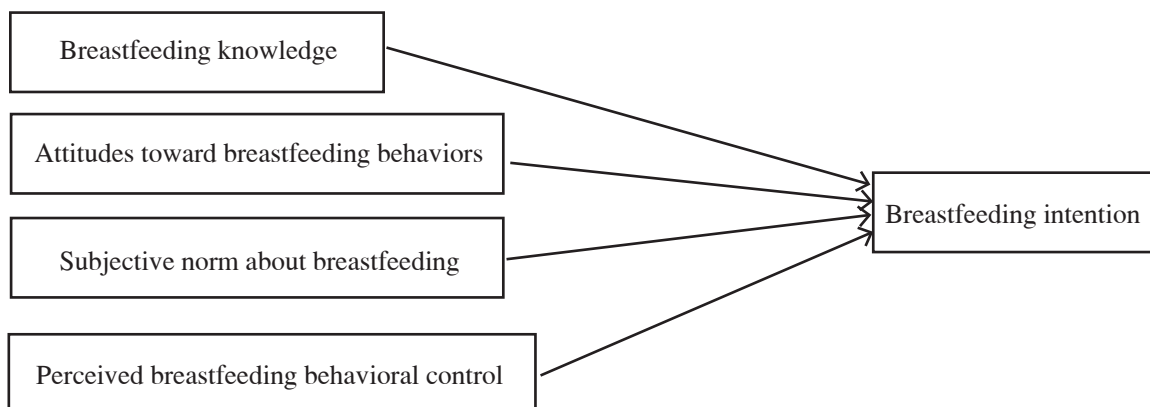 Breastfeeding knowledge
Attitudes toward breastfeeding behaviors
Subjective norm about breastfeeding
Perceived breastfeeding behavioral control
Breastfeeding intention